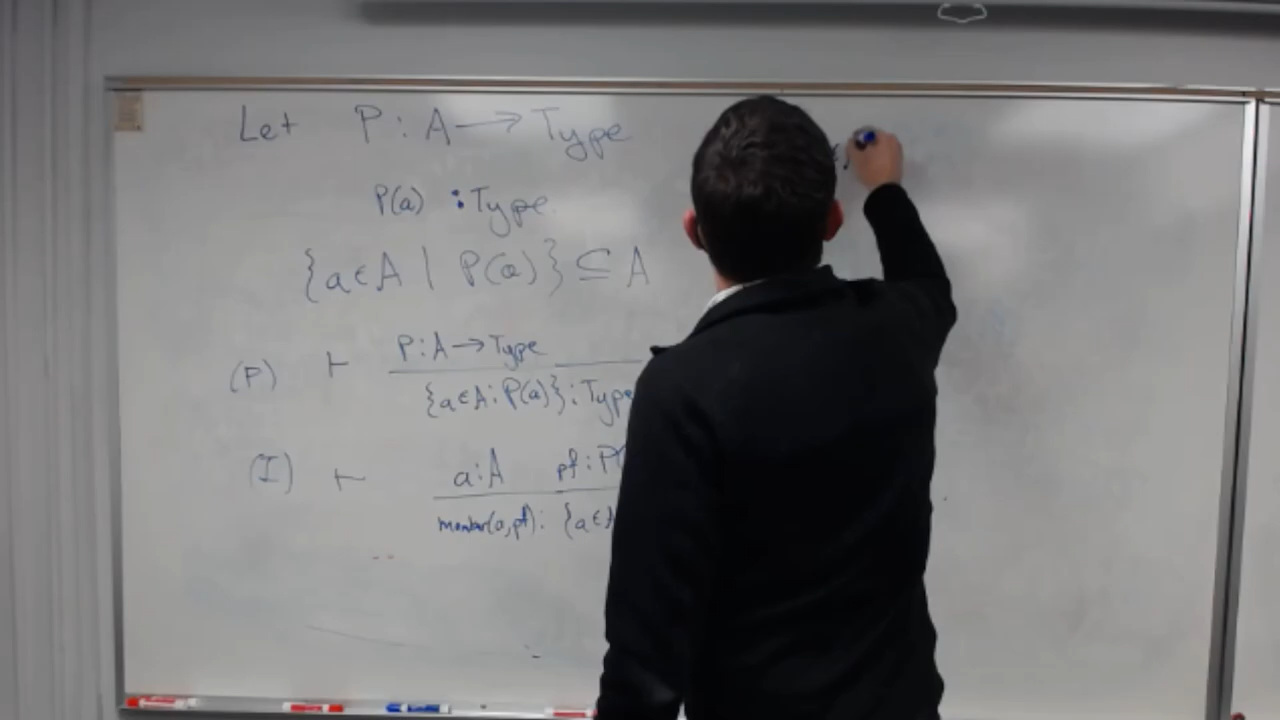 Let P : A → Type
P(a) : Type
{a ∈ A | P(a)} ⊆ A
(F) ⊢ P : A → Type
{a ∈ A : P(a)} : Type
(I) ⊢ a : A pf : P(
member(a, pf) : {a ∈ A